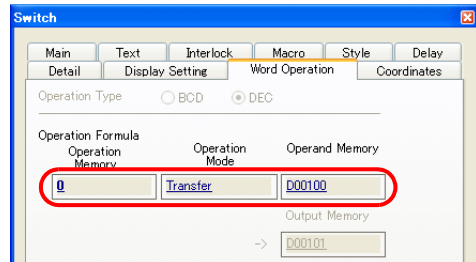 Switch
Main Text Interlock Macro Style Delay
Detail Display Setting Word Operation Coordinates
Operation Type BCD DEC
Operation Formula
Operation Memory Operation Mode Operand Memory
0 Transfer D00100
Output Memory
-> D00101